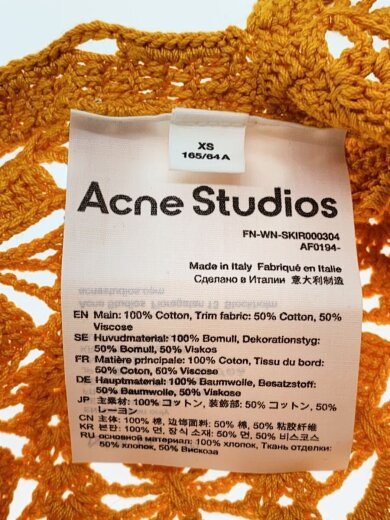 XS
165/64A
Acne Studios
FN-WN-SKIR000304
AF0194-
Made in Italy Fabriqué en Italie
Сделано в Италии 意大利制造
EN Main: 100% Cotton, Trim fabric: 50% Cotton, 50%
Viscose
SE Huvudmaterial: 100% Bomull, Dekorationstyg:
50% Bomull, 50% Viskos
FR Matière principale: 100% Coton, Tissu du bord:
50% Coton, 50% Viscose
DE Hauptmaterial: 100% Baumwolle, Besatzstoff:
50% Baumwolle, 50% Viskose
JP 主素材: 100% コットン, 装飾部: 50% コットン, 50%
レーヨン
CN 主体: 100% 棉, 边饰面料: 50% 棉, 50% 粘胶纤维
KR 본판: 100% 면, 장식 소재: 50% 면, 50% 비스코스
RU основной материал: 100% хлопок, Ткань отделки:
50% хлопок, 50% Вискоза